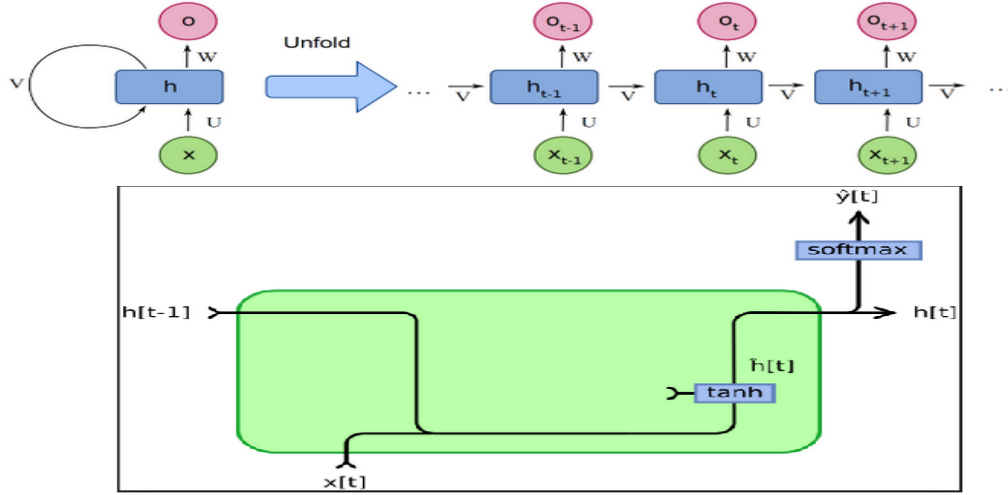 o o t-1 o t o t+1
Unfold
W W W W
V h ... V h t-1 V h t V h t+1 V ...
U U U U
x x t-1 x t x t+1
ŷ[t]
softmax
h[t-1] h[t]
ĥ[t]
tanh
x[t]